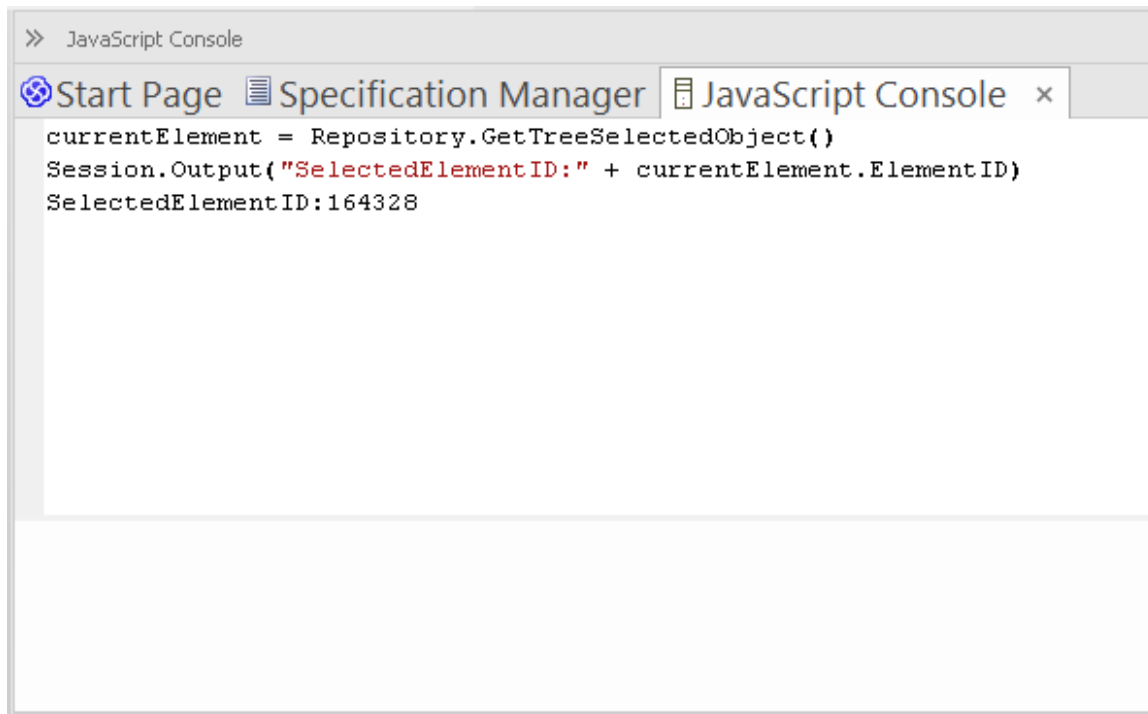 JavaScript Console
Start Page Specification Manager JavaScript Console
currentElement = Repository.GetTreeSelectedObject()
Session.Output("SelectedElementID:" + currentElement.ElementID)
SelectedElementID:164328